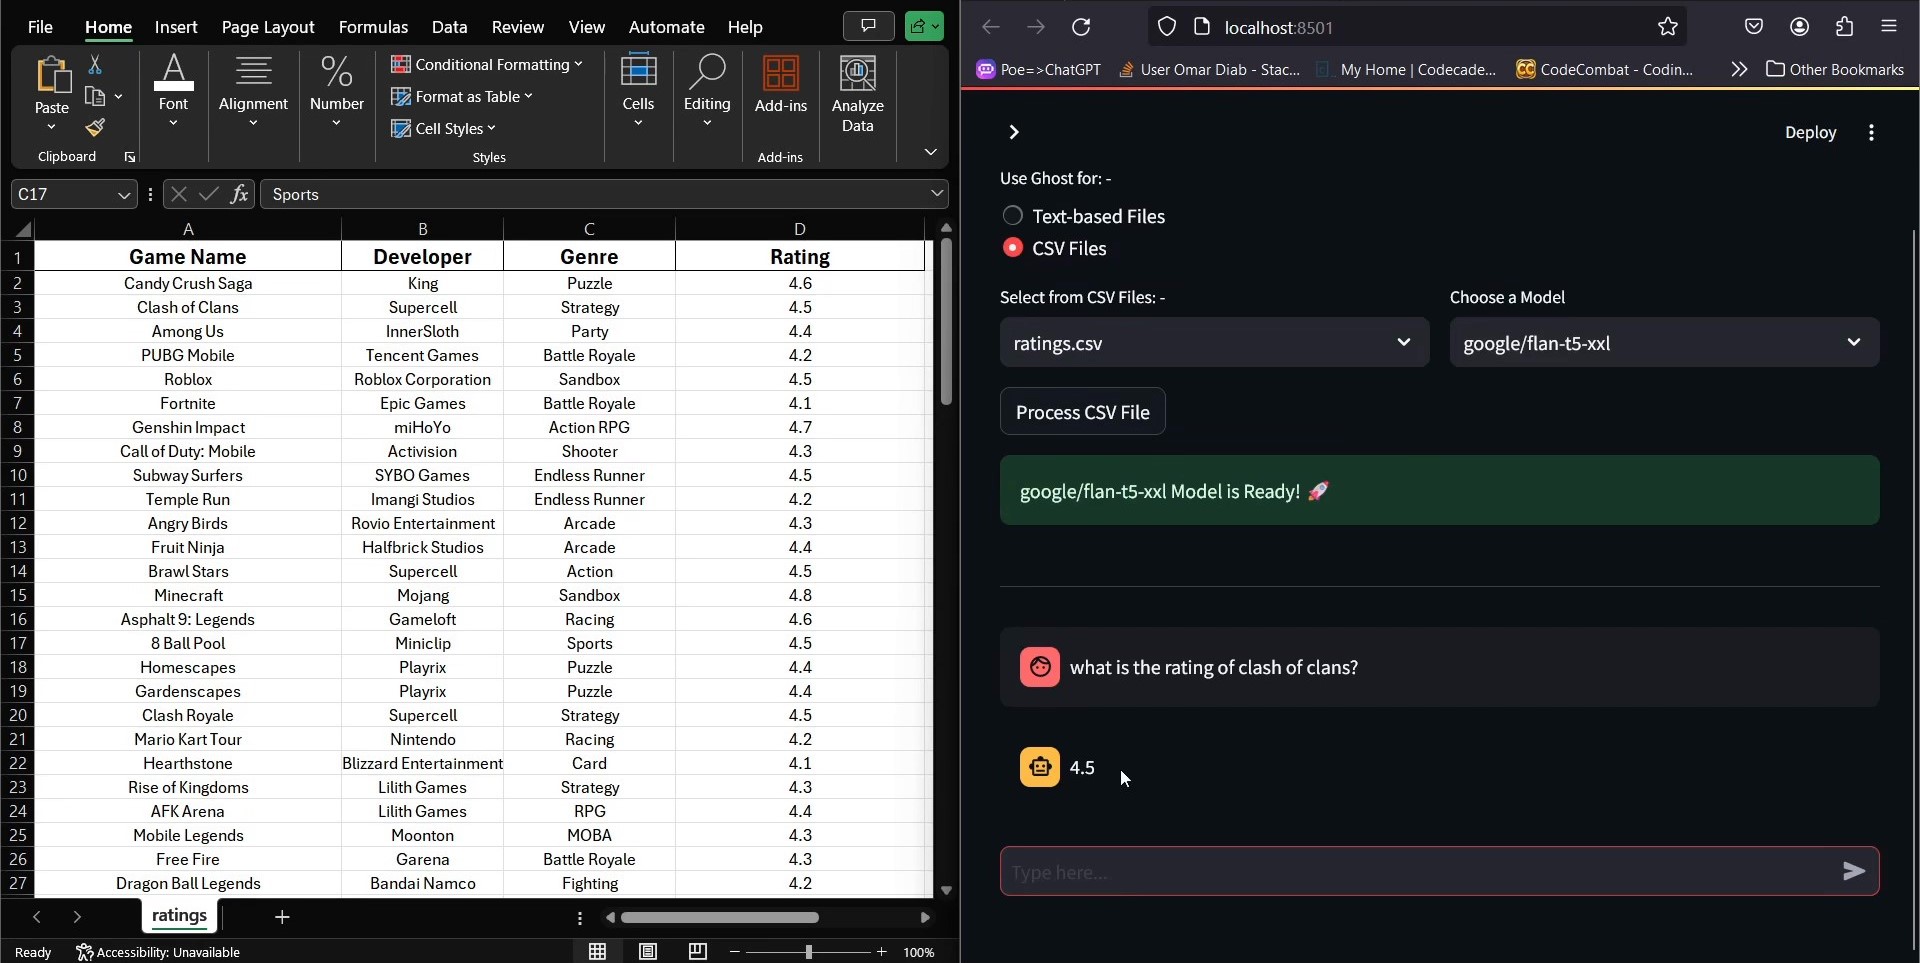 File Home Insert Page Layout Formulas Data Review View Automate Help
Paste
Clipboard
Font
Alignment
Number
Conditional Formatting
Format as Table
Cell Styles
Styles
Cells
Editing
Add-ins
Add-ins
Analyze
Data
C17
fx
Sports
A B C D
1 Game Name Developer Genre Rating
2 Candy Crush Saga King Puzzle 4.6
3 Clash of Clans Supercell Strategy 4.5
4 Among Us InnerSloth Party 4.4
5 PUBG Mobile Tencent Games Battle Royale 4.2
6 Roblox Roblox Corporation Sandbox 4.5
7 Fortnite Epic Games Battle Royale 4.1
8 Genshin Impact miHoYo Action RPG 4.7
9 Call of Duty: Mobile Activision Shooter 4.3
10 Subway Surfers SYBO Games Endless Runner 4.5
11 Temple Run Imangi Studios Endless Runner 4.2
12 Angry Birds Rovio Entertainment Arcade 4.3
13 Fruit Ninja Halfbrick Studios Arcade 4.4
14 Brawl Stars Supercell Action 4.5
15 Minecraft Mojang Sandbox 4.8
16 Asphalt 9: Legends Gameloft Racing 4.6
17 8 Ball Pool Miniclip Sports 4.5
18 Homescapes Playrix Puzzle 4.4
19 Gardenscapes Playrix Puzzle 4.4
20 Clash Royale Supercell Strategy 4.5
21 Mario Kart Tour Nintendo Racing 4.2
22 Hearthstone Blizzard Entertainment Card 4.1
23 Rise of Kingdoms Lilith Games Strategy 4.3
24 AFK Arena Lilith Games RPG 4.4
25 Mobile Legends Moonton MOBA 4.3
26 Free Fire Garena Battle Royale 4.3
27 Dragon Ball Legends Bandai Namco Fighting 4.2
ratings
Ready Accessibility: Unavailable 100%
localhost:8501
Poe=>ChatGPT User Omar Diab - Stac... My Home | Codecade... CodeCombat - Codin... Other Bookmarks
Deploy
Use Ghost for: -
Text-based Files
CSV Files
Select from CSV Files: - Choose a Model
ratings.csv google/flan-t5-xxl
Process CSV File
google/flan-t5-xxl Model is Ready! 🚀
what is the rating of clash of clans?
4.5
Type here...